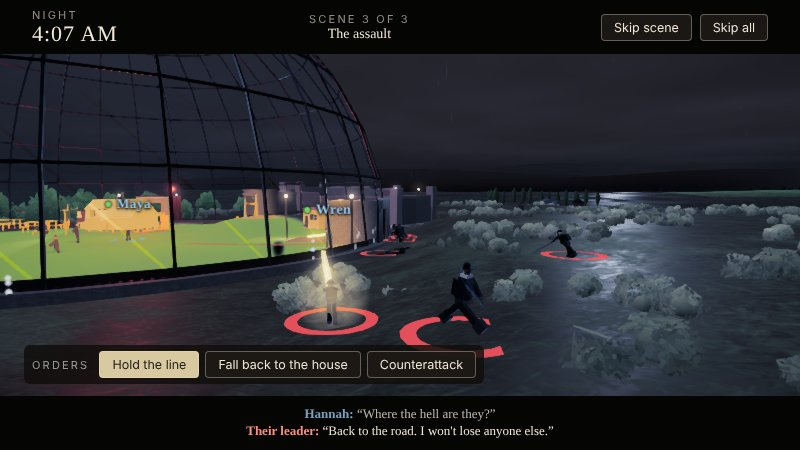 NIGHT
4:07 AM
SCENE 3 OF 3
The assault
Skip scene
Skip all
Maya
Wren
ORDERS
Hold the line
Fall back to the house
Counterattack
Hannah: “Where the hell are they?”
Their leader: “Back to the road. I won't lose anyone else.”